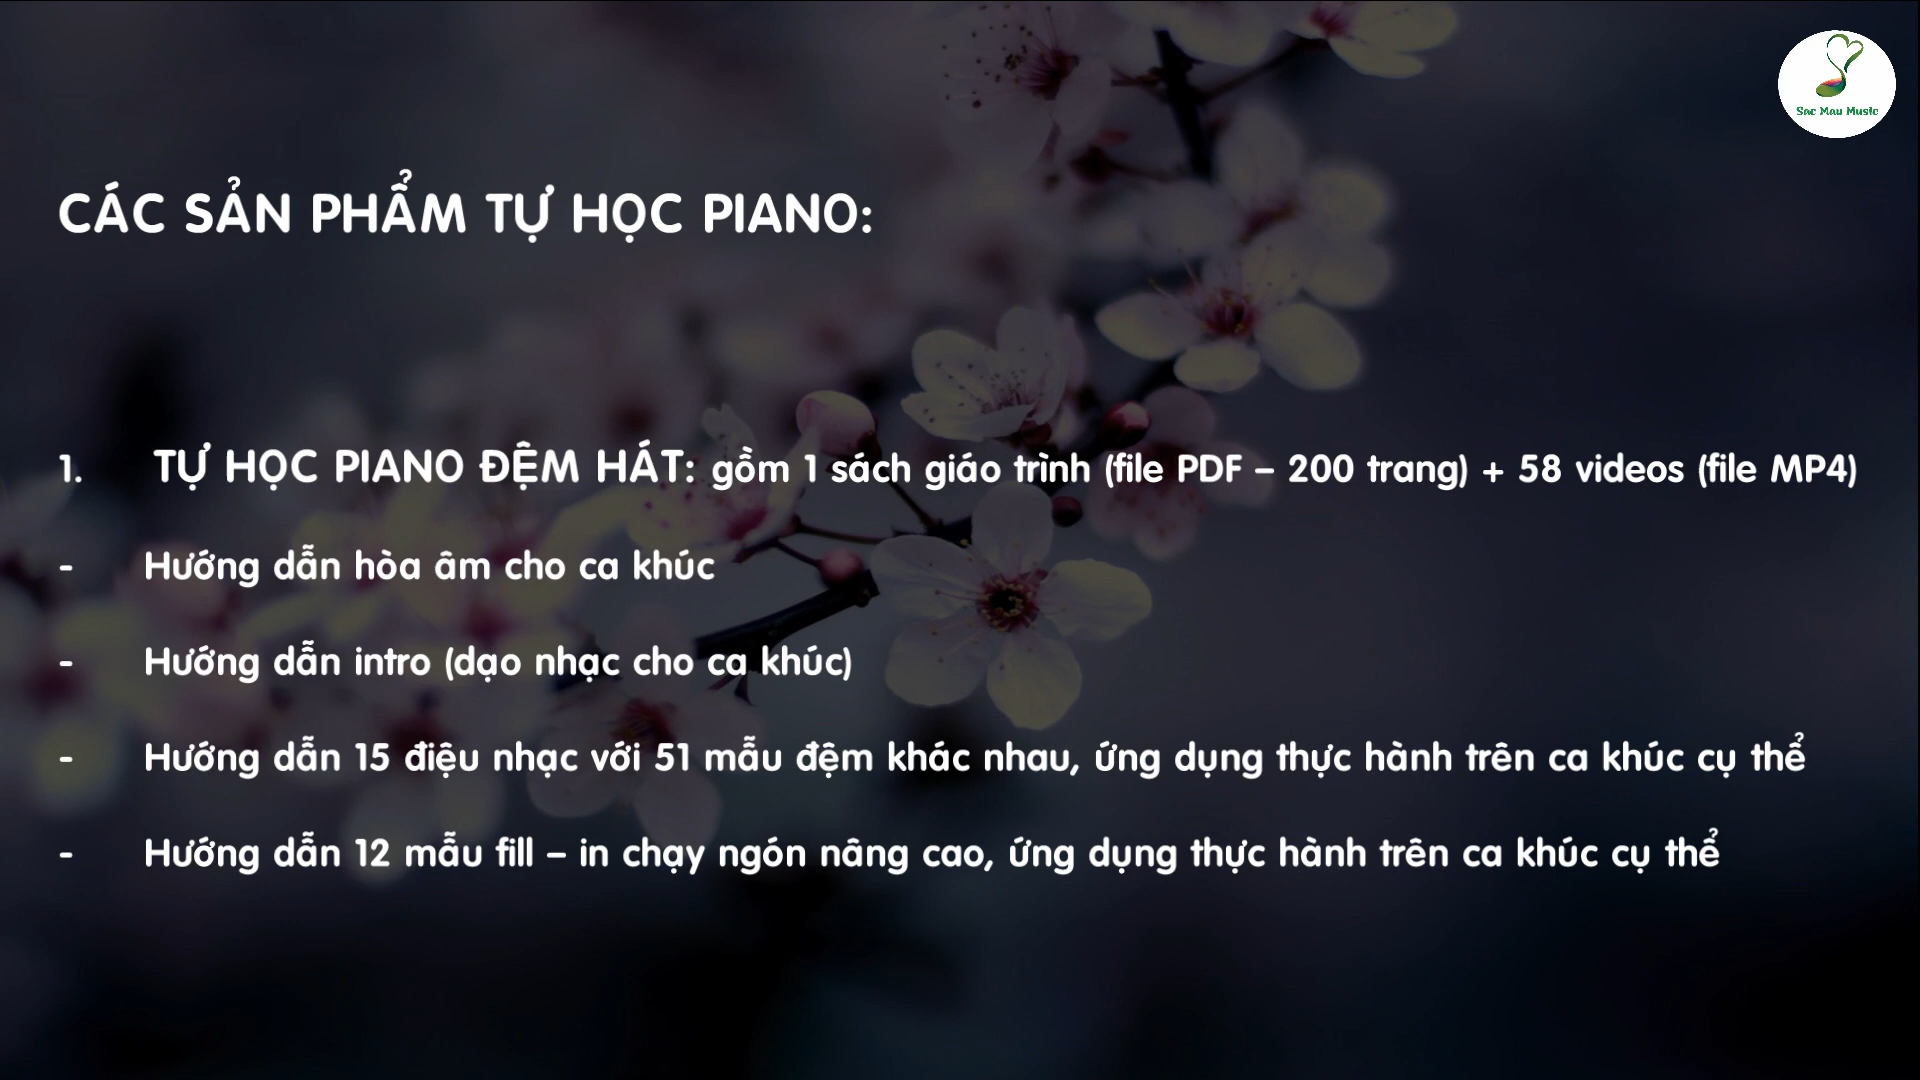 Sac Mau Music
CÁC SẢN PHẨM TỰ HỌC PIANO:
1. TỰ HỌC PIANO ĐỆM HÁT: gồm 1 sách giáo trình (file PDF – 200 trang) + 58 videos (file MP4)
- Hướng dẫn hòa âm cho ca khúc
- Hướng dẫn intro (dạo nhạc cho ca khúc)
- Hướng dẫn 15 điệu nhạc với 51 mẫu đệm khác nhau, ứng dụng thực hành trên ca khúc cụ thể
- Hướng dẫn 12 mẫu fill – in chạy ngón nâng cao, ứng dụng thực hành trên ca khúc cụ thể